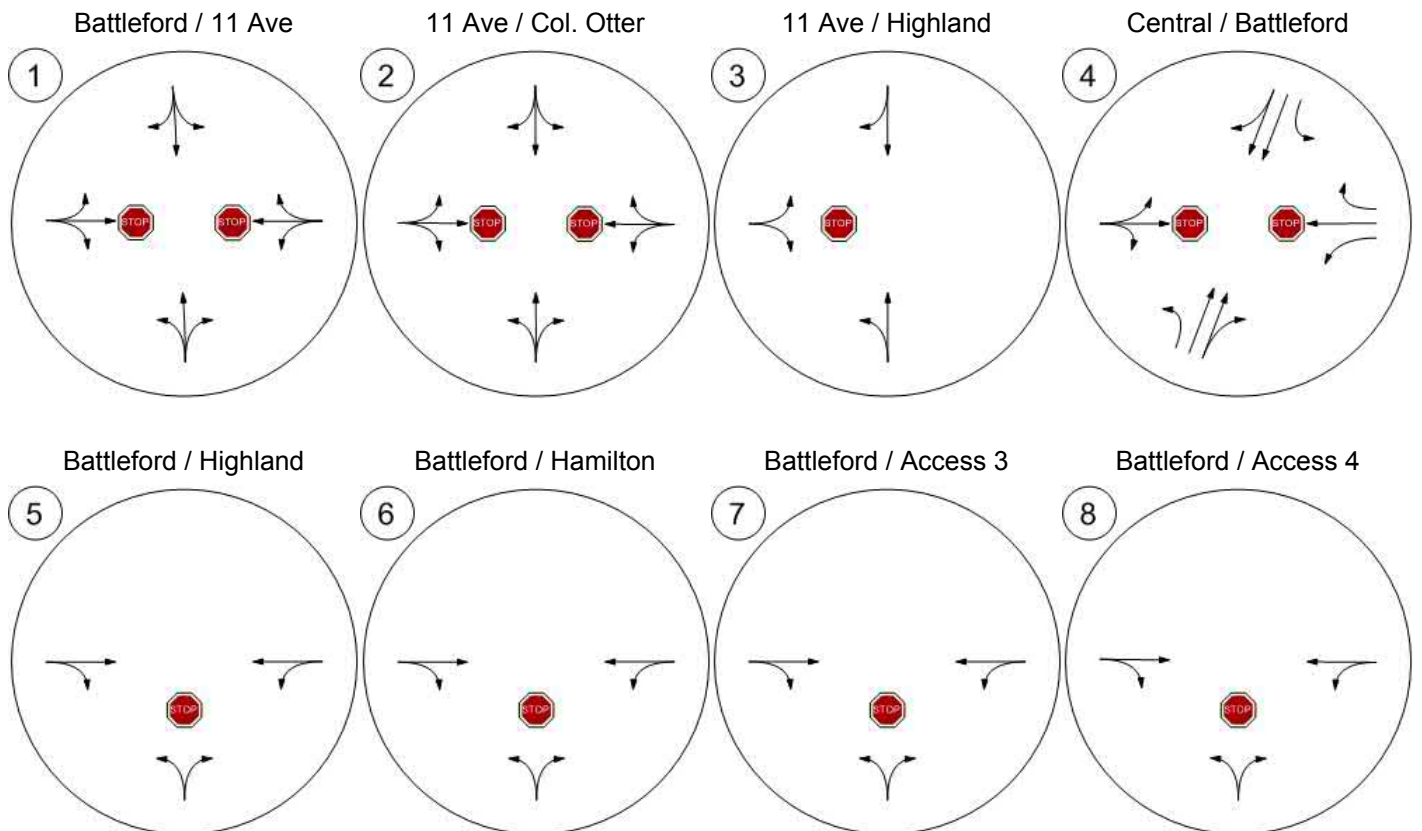 Battleford / 11 Ave
11 Ave / Col. Otter
11 Ave / Highland
Central / Battleford
1
2
3
4
STOP
STOP
STOP
STOP
STOP
STOP
STOP
Battleford / Highland
Battleford / Hamilton
Battleford / Access 3
Battleford / Access 4
5
6
7
8
STOP
STOP
STOP
STOP